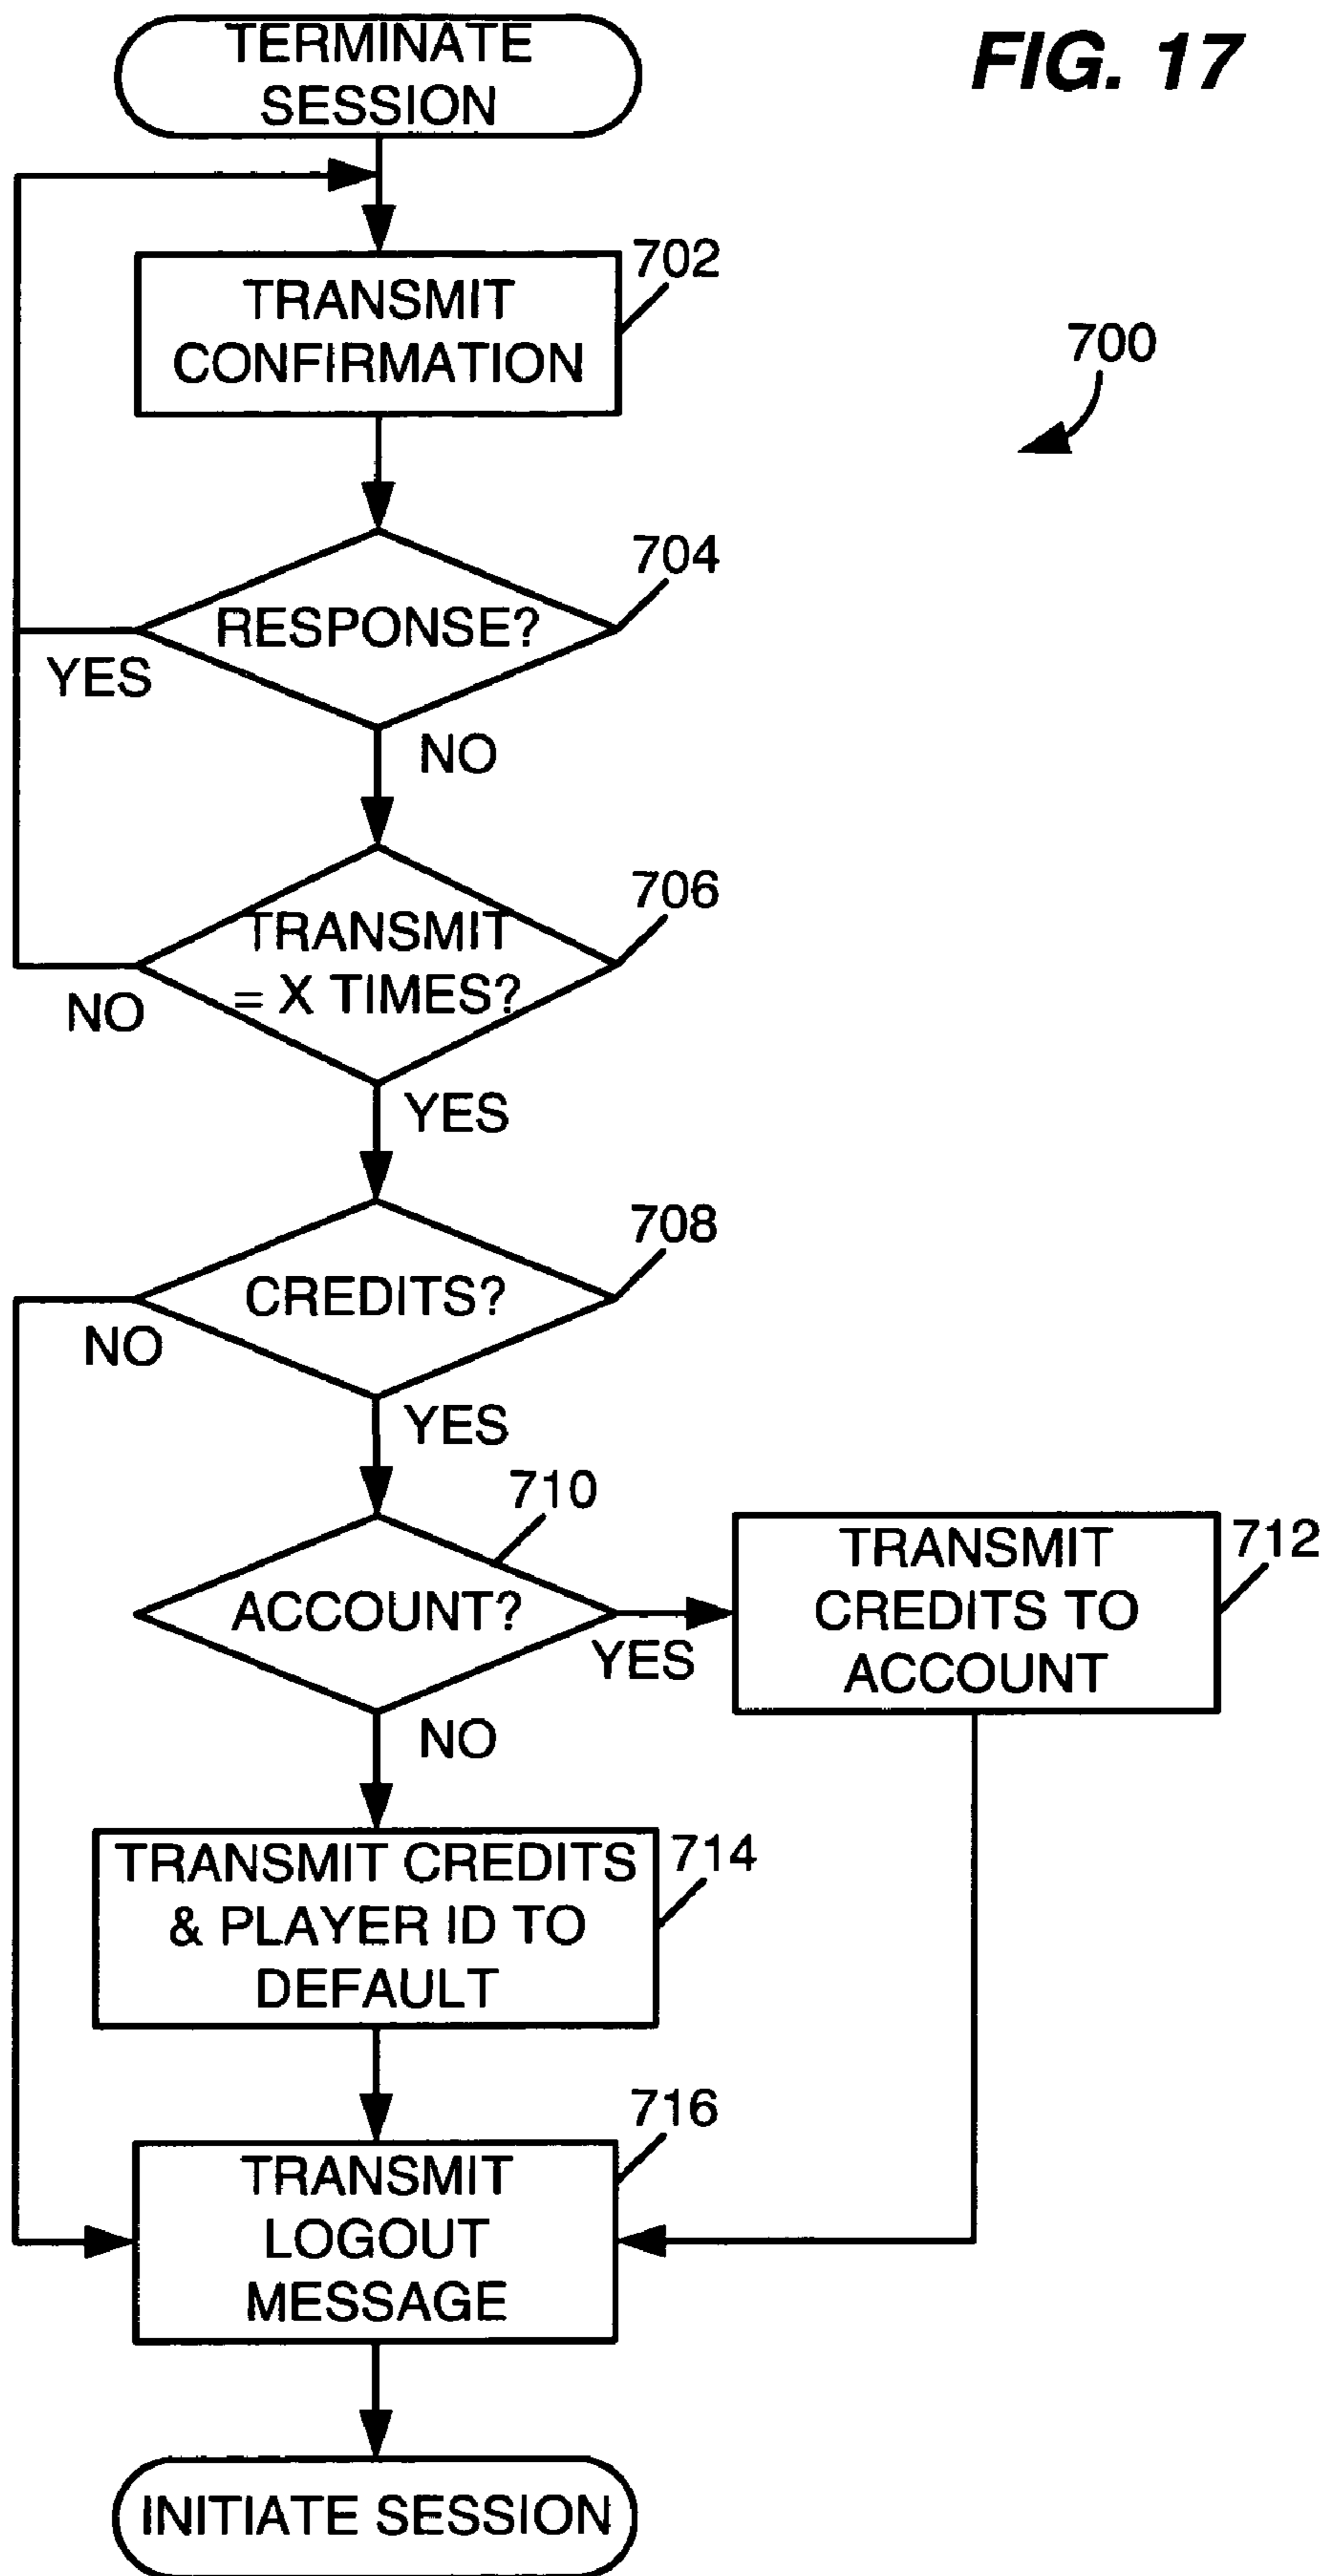 TERMINATE
SESSION
FIG. 17
702
TRANSMIT
CONFIRMATION
700
704
RESPONSE?
YES
NO
706
TRANSMIT
= X TIMES?
NO
YES
708
CREDITS?
NO
YES
710
ACCOUNT?
YES
712
TRANSMIT
CREDITS TO
ACCOUNT
NO
714
TRANSMIT CREDITS
& PLAYER ID TO
DEFAULT
716
TRANSMIT
LOGOUT
MESSAGE
INITIATE SESSION